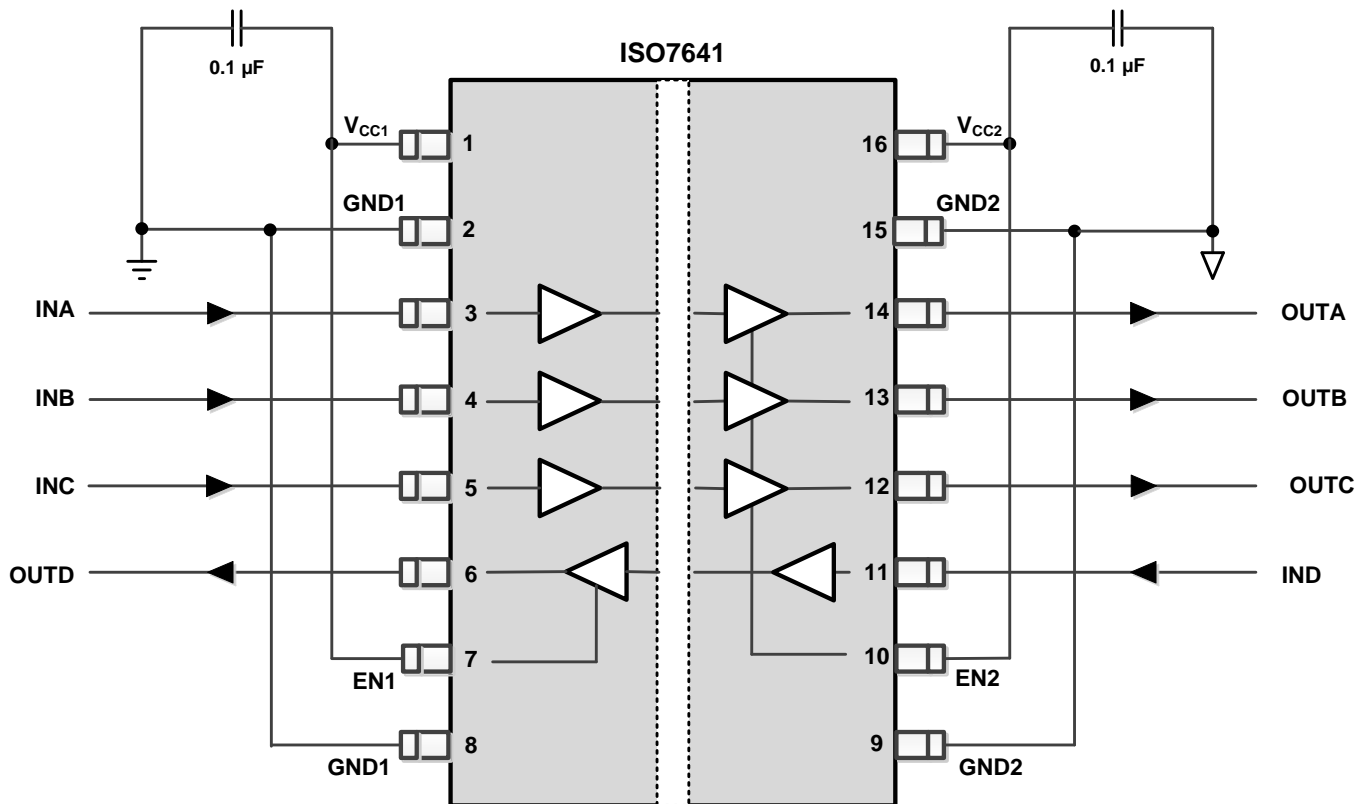 0.1 µF
ISO7641
0.1 µF
VCC1
1
16
VCC2
GND1
2
15
GND2
INA
3
14
OUTA
INB
4
13
OUTB
INC
5
12
OUTC
OUTD
6
11
IND
EN1
7
10
EN2
GND1
8
9
GND2